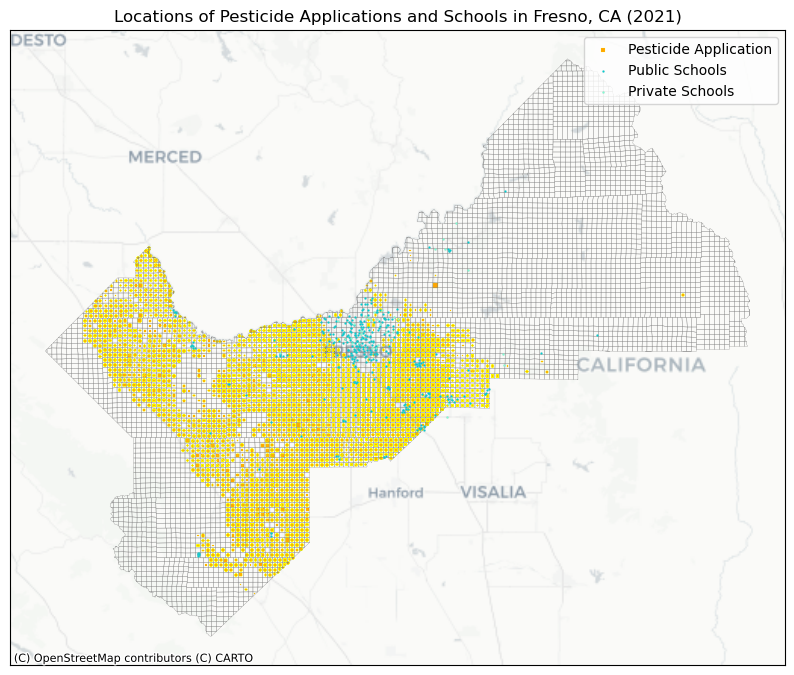 Locations of Pesticide Applications and Schools in Fresno, CA (2021)
DESTO
Pesticide Application
Public Schools
Private Schools
MERCED
FRESNO
CALIFORNIA
Hanford
VISALIA
(C) OpenStreetMap contributors (C) CARTO